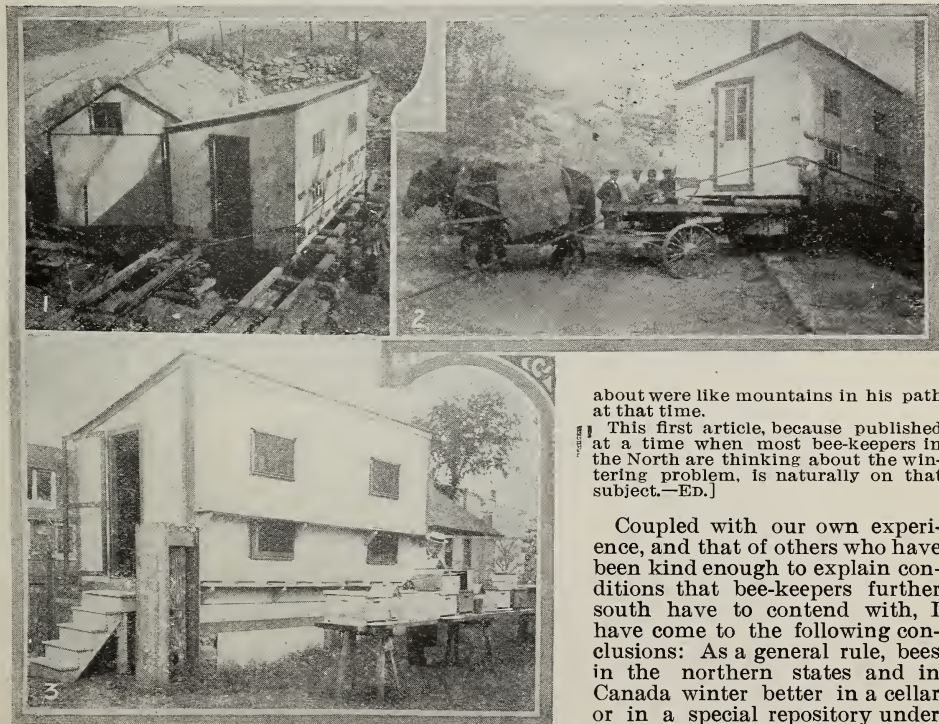 1
2
3
about were like mountains in his path
at that time.
This first article, because published
at a time when most bee-keepers in
the North are thinking about the win-
tering problem, is naturally on that
subject.—ED.]
Coupled with our own experi-
ence, and that of others who have
been kind enough to explain con-
ditions that bee-keepers further
south have to contend with, I
have come to the following con-
clusions: As a general rule, bees
in the northern states and in
Canada winter better in a cellar
or in a special repository under